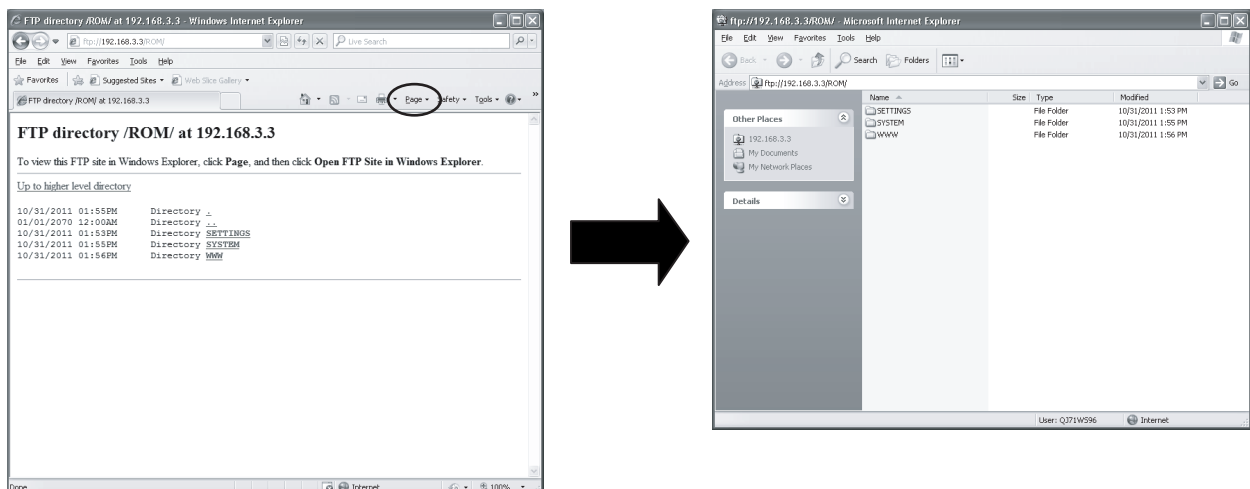 FTP directory /ROM/ at 192.168.3.3 - Windows Internet Explorer
ftp://192.168.3.3/ROM/
Live Search
File Edit View Favorites Tools Help
Favorites Suggested Sites Web Slice Gallery
FTP directory /ROM/ at 192.168.3.3
Page Safety Tools
FTP directory /ROM/ at 192.168.3.3
To view this FTP site in Windows Explorer, click Page, and then click Open FTP Site in Windows Explorer.
Up to higher level directory
10/31/2011 01:55PM Directory .
01/01/2070 12:00AM Directory ..
10/31/2011 01:53PM Directory SETTINGS
10/31/2011 01:55PM Directory SYSTEM
10/31/2011 01:56PM Directory WWW
Done Internet 100%
ftp://192.168.3.3/ROM/ - Microsoft Internet Explorer
File Edit View Favorites Tools Help
Back Search Folders
Address ftp://192.168.3.3/ROM/ Go
Name Size Type Modified
SETTINGS File Folder 10/31/2011 1:53 PM
SYSTEM File Folder 10/31/2011 1:55 PM
WWW File Folder 10/31/2011 1:56 PM
Other Places
192.168.3.3
My Documents
My Network Places
Details
User: QJ71WS96 Internet